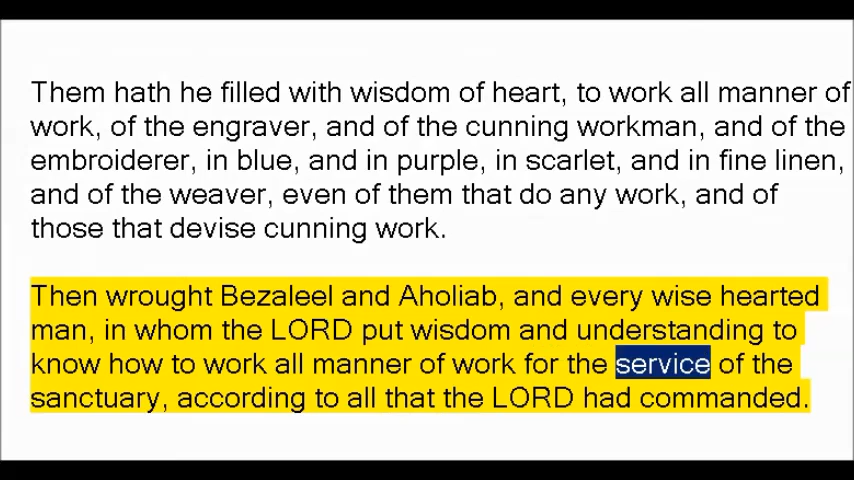 Them hath he filled with wisdom of heart, to work all manner of
work, of the engraver, and of the cunning workman, and of the
embroiderer, in blue, and in purple, in scarlet, and in fine linen,
and of the weaver, even of them that do any work, and of
those that devise cunning work.
Then wrought Bezaleel and Aholiab, and every wise hearted
man, in whom the LORD put wisdom and understanding to
know how to work all manner of work for the service of the
sanctuary, according to all that the LORD had commanded.